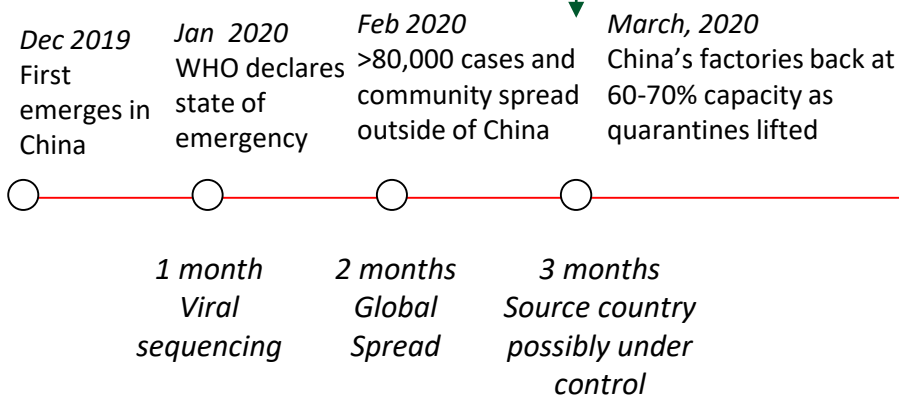 Dec 2019
First
emerges in
China
Jan 2020
WHO declares
state of
emergency
Feb 2020
>80,000 cases and
community spread
outside of China
March, 2020
China's factories back at
60-70% capacity as
quarantines lifted
1 month
Viral
sequencing
2 months
Global
Spread
3 months
Source country
possibly under
control